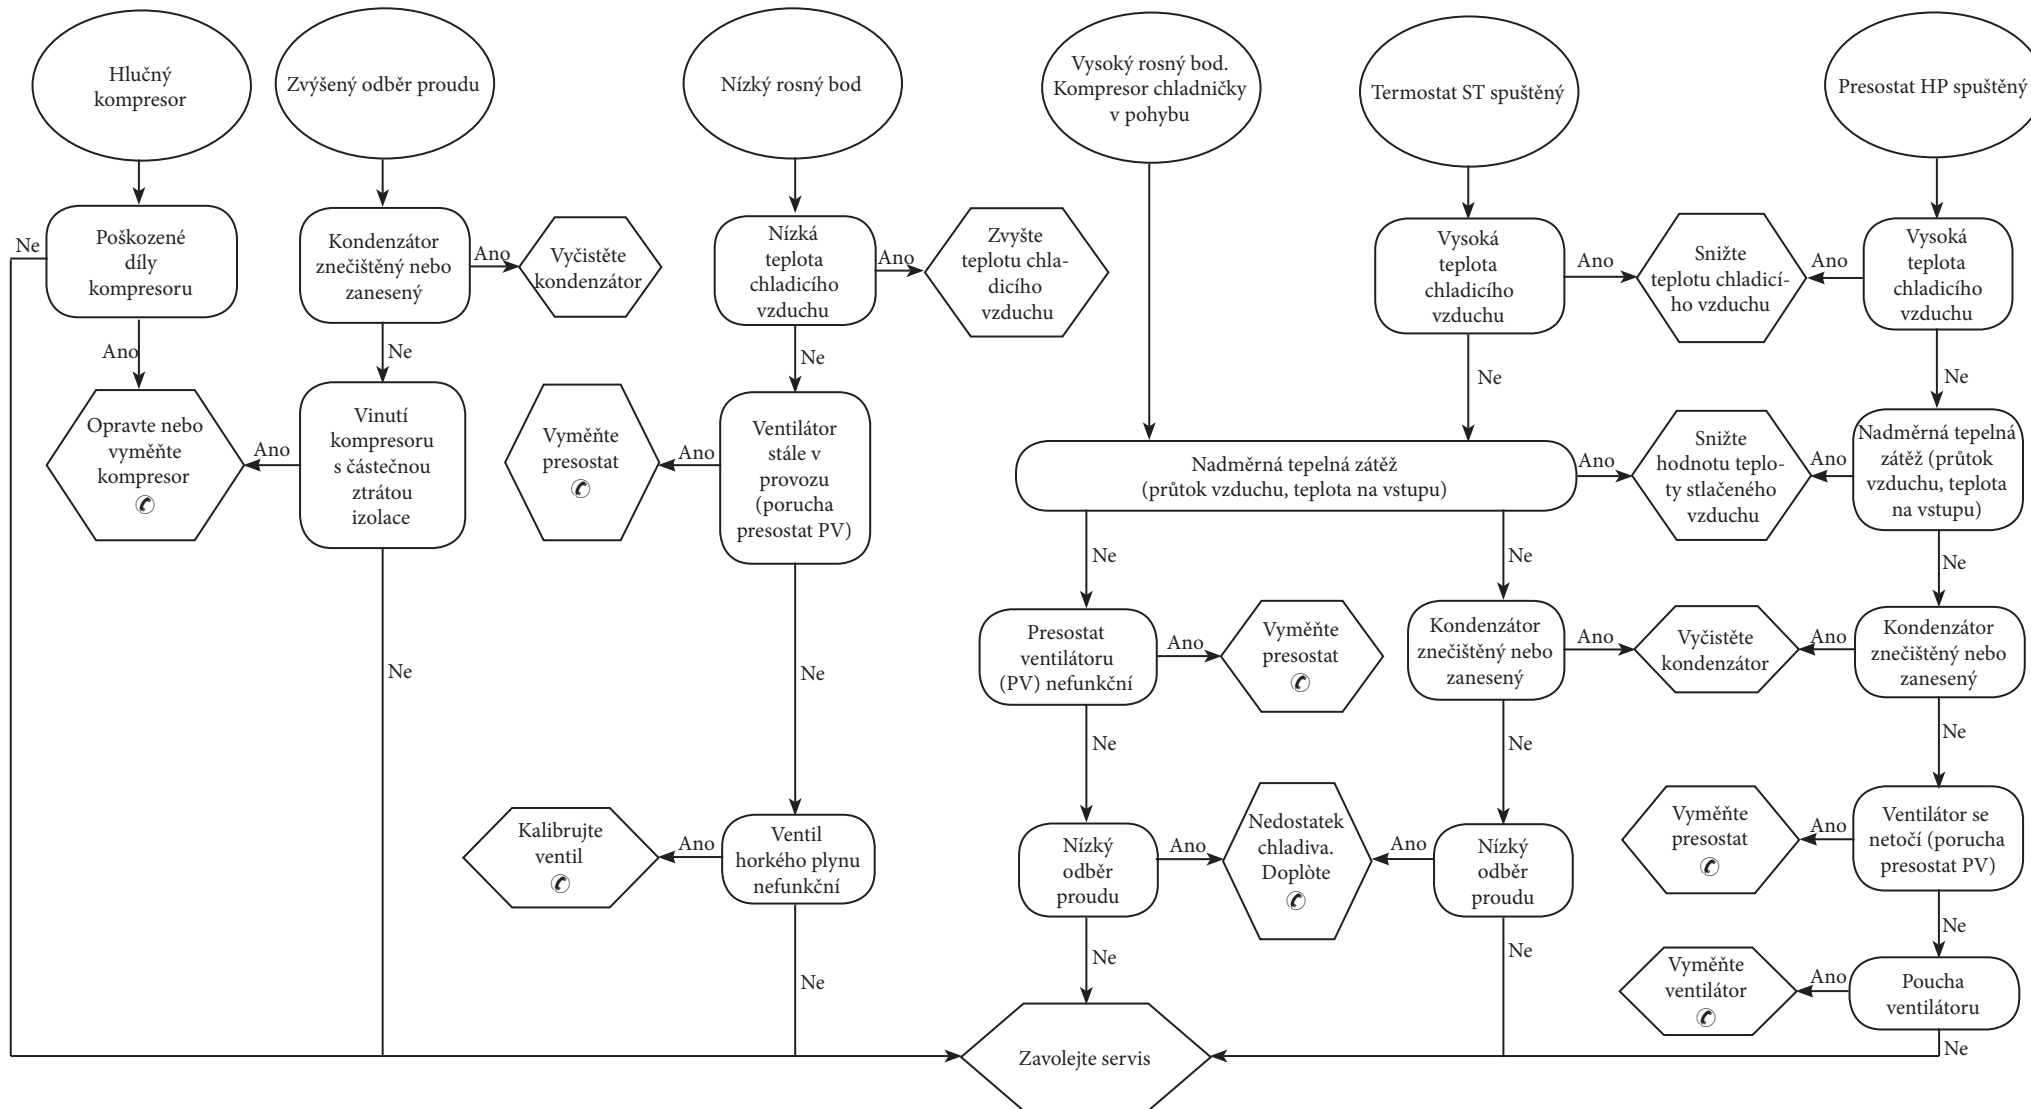 Hlučný
kompresor
Zvýšený odběr proudu
Nízký rosný bod
Vysoký rosný bod.
Kompresor chladničky
v pohybu
Termostat ST spuštěný
Presostat HP spuštěný
Ne
Poškozené
díly
kompresoru
Ano
Opravte nebo
vyměňte
kompresor
✆
Kondenzátor
znečištěný nebo
zanesený
Ano
Vyčistěte
kondenzátor
Ne
Vinutí
kompresoru
s částečnou
ztrátou
izolace
Ano
Ne
Nízká
teplota
chladicího
vzduchu
Ano
Zvyšte
teplotu chla-
dicího
vzduchu
Ne
Ventilátor
stále v
provozu
(porucha
presostat PV)
Ano
Vyměňte
presostat
✆
Ne
Ventil
horkého plynu
nefunkční
Ano
Kalibrujte
ventil
✆
Ne
Vysoká
teplota
chladicího
vzduchu
Ano
Snižte
teplotu chladicí-
ho vzduchu
Ano
Vysoká
teplota
chladicího
vzduchu
Ne
Ne
Nadměrná tepelná zátěž
(průtok vzduchu, teplota na vstupu)
Ano
Snižte
hodnotu teplo-
ty stlačeného
vzduchu
Ano
Nadměrná tepelná
zátěž (průtok
vzduchu, teplota
na vstupu)
Ne
Ne
Ne
Presostat
ventilátoru
(PV) nefunkční
Ano
Vyměňte
presostat
✆
Kondenzátor
znečištěný nebo
zanesený
Ano
Vyčistěte
kondenzátor
Ano
Kondenzátor
znečištěný nebo
zanesený
Ne
Ne
Ne
Nízký
odběr
proudu
Ano
Nedostatek
chladiva.
Doplòte
✆
Ano
Nízký
odběr
proudu
Vyměňte
presostat
✆
Ano
Ventilátor se
netočí (porucha
presostat PV)
Ne
Ne
Ne
Vyměňte
ventilátor
✆
Ano
Poucha
ventilátoru
Ne
Zavolejte servis